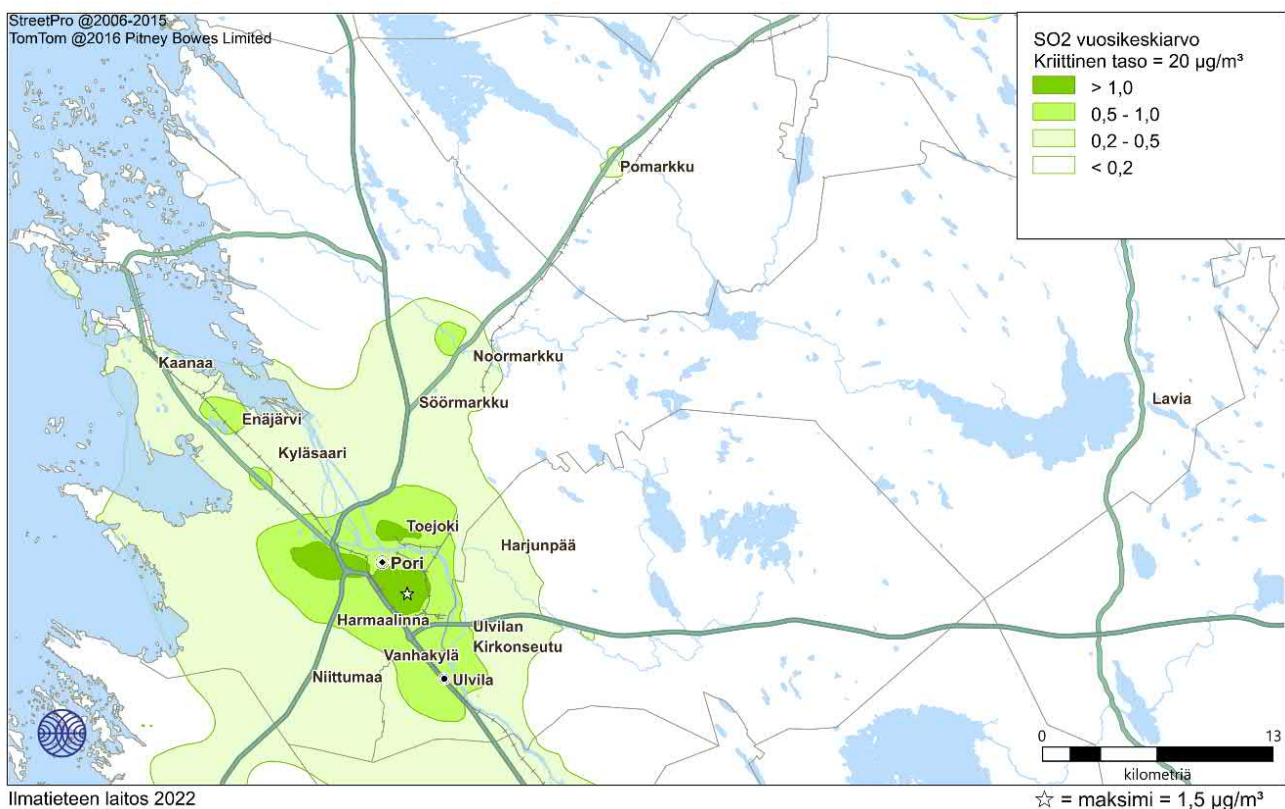 StreetPro @2006-2015
TomTom @2016 Pitney Bowes Limited
SO2 vuosikeskiarvo
Kriittinen taso = 20 µg/m³
> 1,0
0,5 - 1,0
0,2 - 0,5
< 0,2
Pomarkku
Noormarkku
Kaanaa
Söörmarkku
Lavia
Enäjärvi
Kyläsaari
Toejoki
Harjunpää
Pori
Harmaalinna
Ulvilan
Kirkonseutu
Vanhakylä
Niittumaa
Ulvila
0 13
kilometriä
Ilmatieteen laitos 2022
☆ = maksimi = 1,5 µg/m³